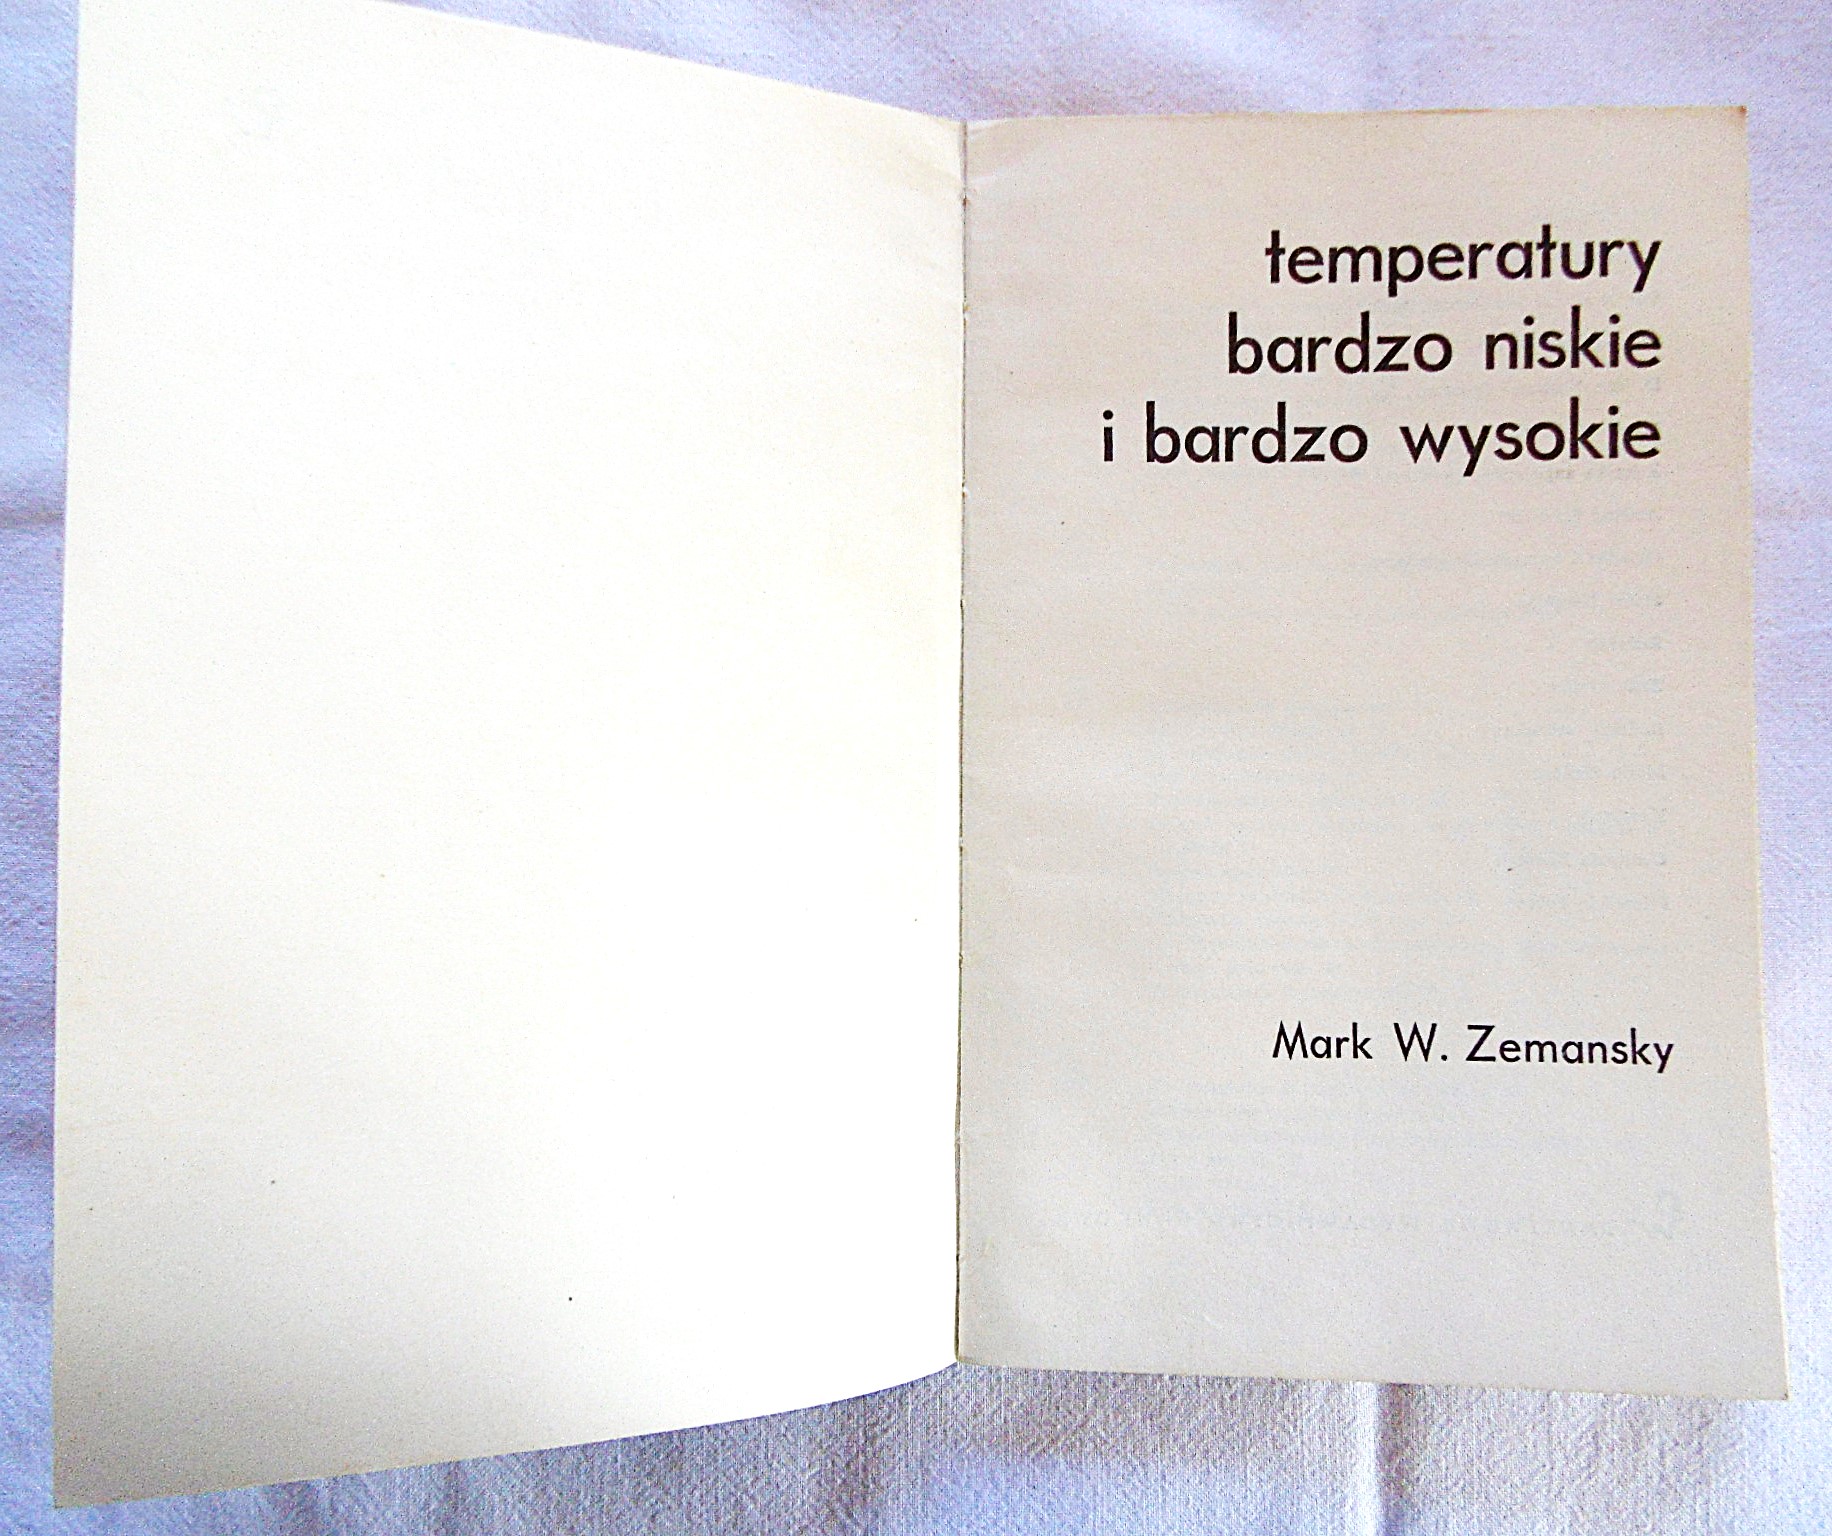 temperatury
bardzo niskie
i bardzo wysokie
Mark W. Zemansky